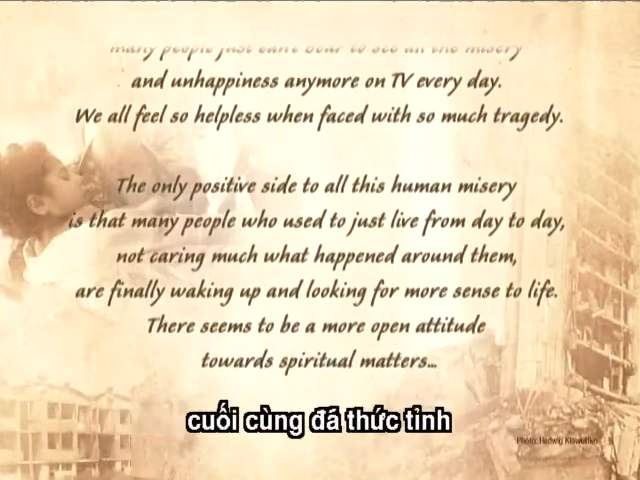 many people just can't bear to see all the misery
and unhappiness anymore on TV every day.
We all feel so helpless when faced with so much tragedy.
The only positive side to all this human misery
is that many people who used to just live from day to day,
not caring much what happened around them,
are finally waking up and looking for more sense to life.
There seems to be a more open attitude
towards spiritual matters...
cuối cùng đá thức tỉnh
Photo: Hedwig